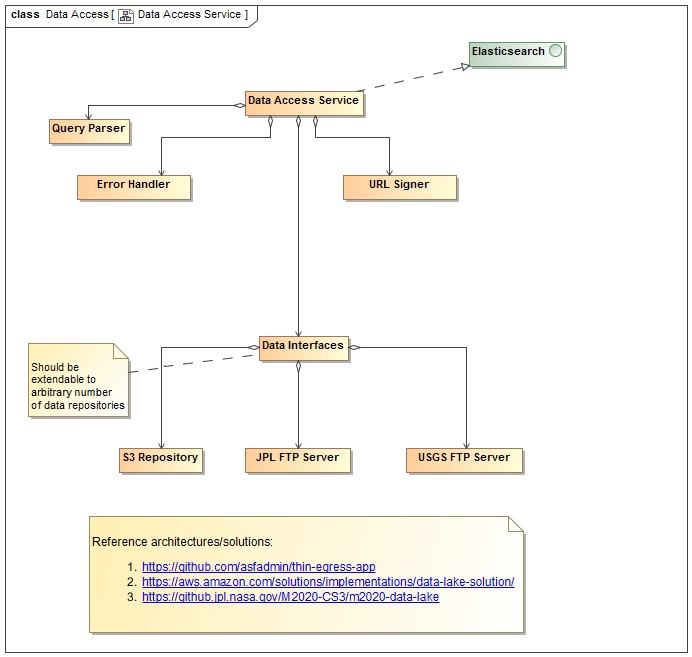 class Data Access [ Data Access Service ]
Elasticsearch
Data Access Service
Query Parser
Error Handler
URL Signer
Data Interfaces
Should be
extendable to
arbitrary number
of data repositories
S3 Repository
JPL FTP Server
USGS FTP Server
Reference architectures/solutions:
1. https://github.com/asfadmin/thin-egress-app
2. https://aws.amazon.com/solutions/implementations/data-lake-solution/
3. https://github.jpl.nasa.gov/M2020-CS3/m2020-data-lake